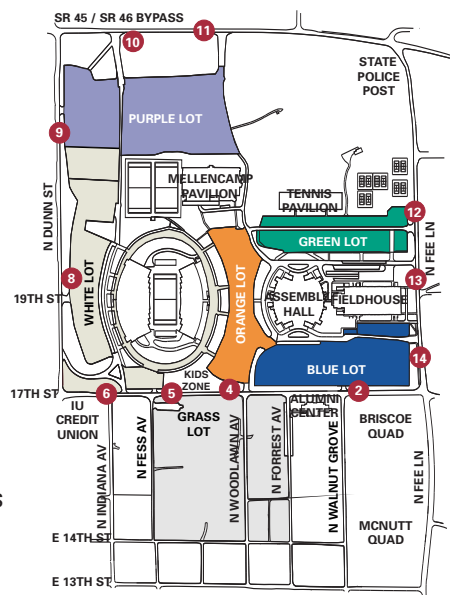 SR 45 / SR 46 BYPASS
11
10
STATE
POLICE
POST
PURPLE LOT
9
MELLENCAMP
PAVILION
TENNIS
PAVILION
12
N DUNN ST
GREEN LOT
N FEE LN
8
WHITE LOT
ORANGE LOT
13
19TH ST
ASSEMBLY
HALL
FIELDHOUSE
14
BLUE LOT
KIDS
ZONE
17TH ST
6
5
4
2
IU
CREDIT
UNION
GRASS
LOT
ALUMNI
CENTER
BRISCOE
QUAD
N INDIANA AV
N FESS AV
N WOODLAWN AV
N FORREST AV
N WALNUT GROVE
N FEE LN
S
MCNUTT
QUAD
E 14TH ST
E 13TH ST